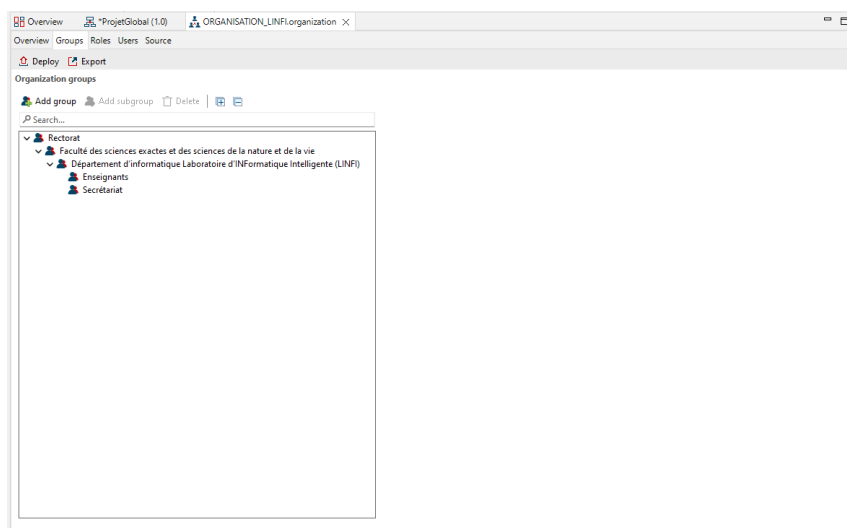 Overview *ProjetGlobal (1.0) ORGANISATION_LINFI.organization
Overview Groups Roles Users Source
Deploy Export
Organization groups
Add group Add subgroup Delete
Search...
Rectorat
Faculté des sciences exactes et des sciences de la nature et de la vie
Département d'informatique Laboratoire d'INFormatique Intelligente (LINFI)
Enseignants
Secrétariat